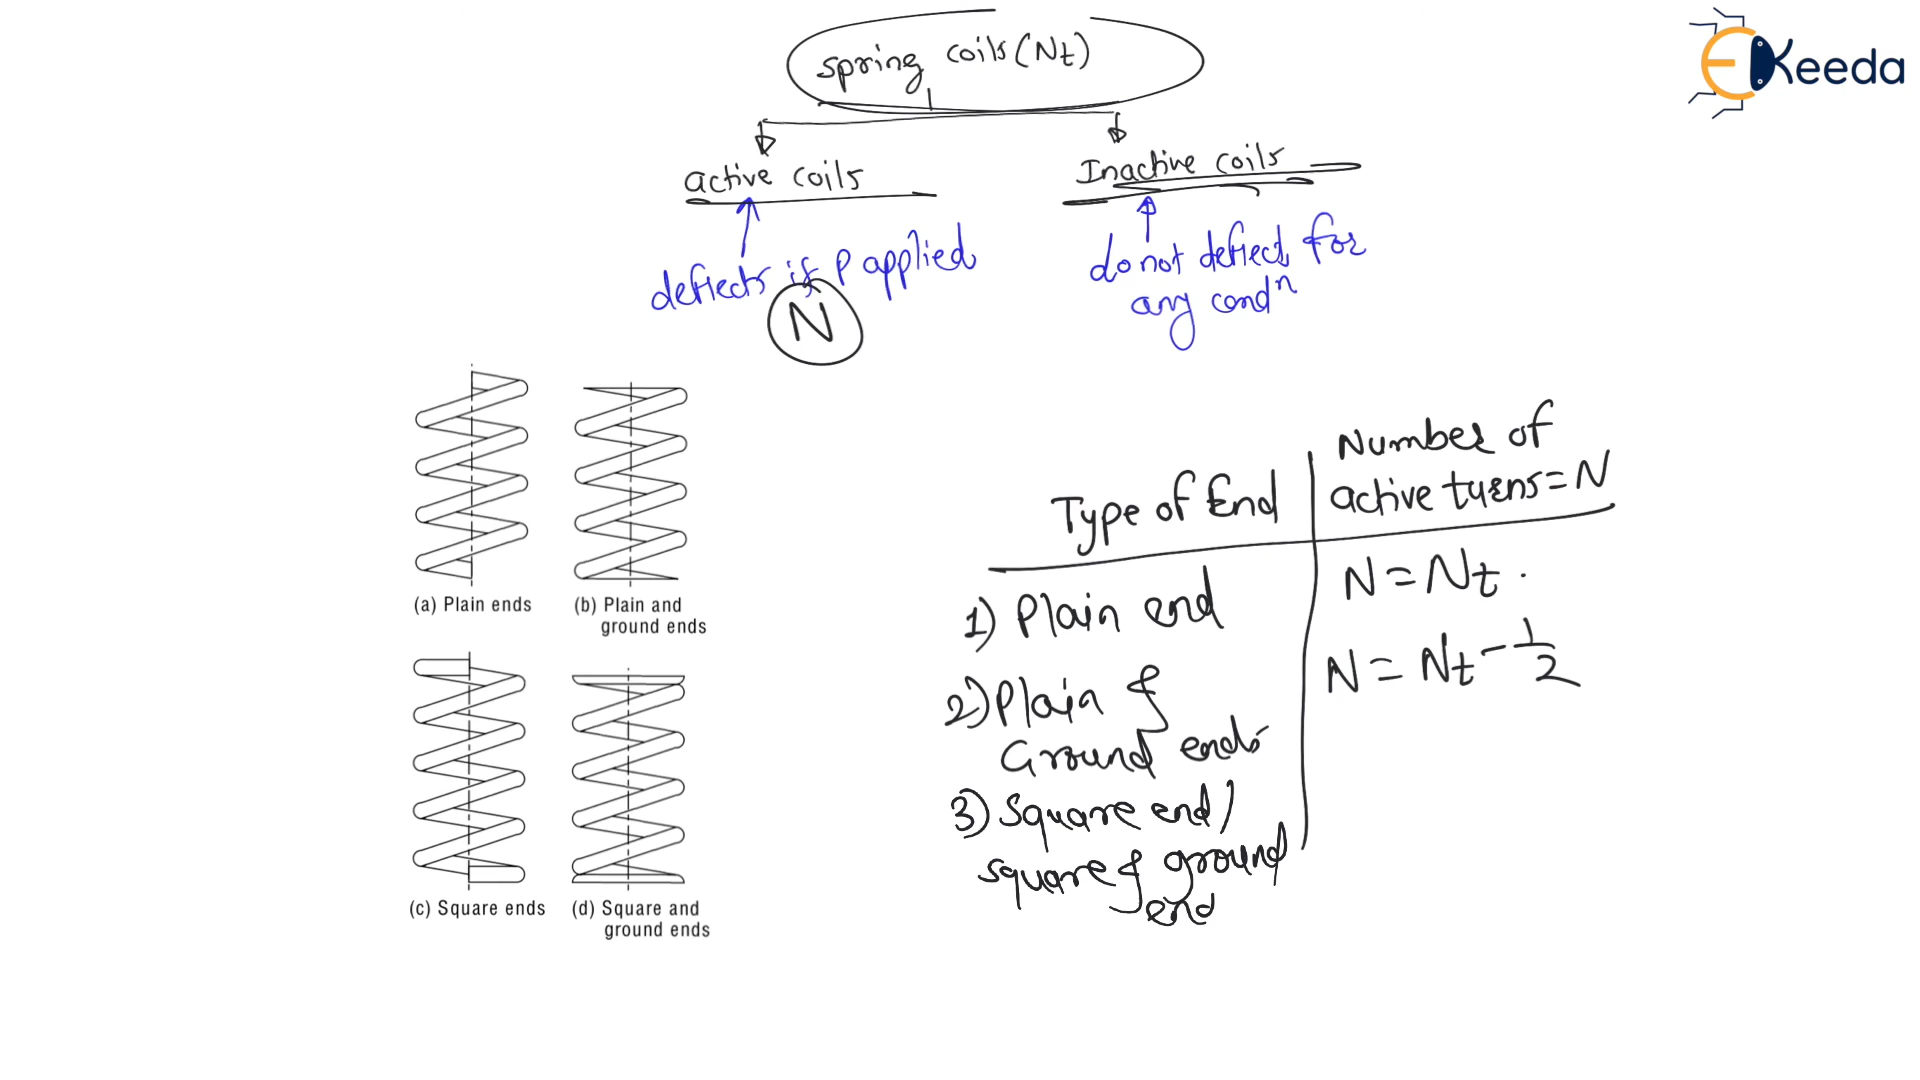 spring coils (Nt)
EKeeda
active coils
Inactive coils
deflects if P applied
N
do not deflect for
any condⁿ
(a) Plain ends
(b) Plain and
ground ends
(c) Square ends
(d) Square and
ground ends
Type of End
Number of
active turns = N
1) Plain end
N = Nt .
2) Plain &
Ground ends
N = Nt - 1/2
3) Square end /
square & ground
end